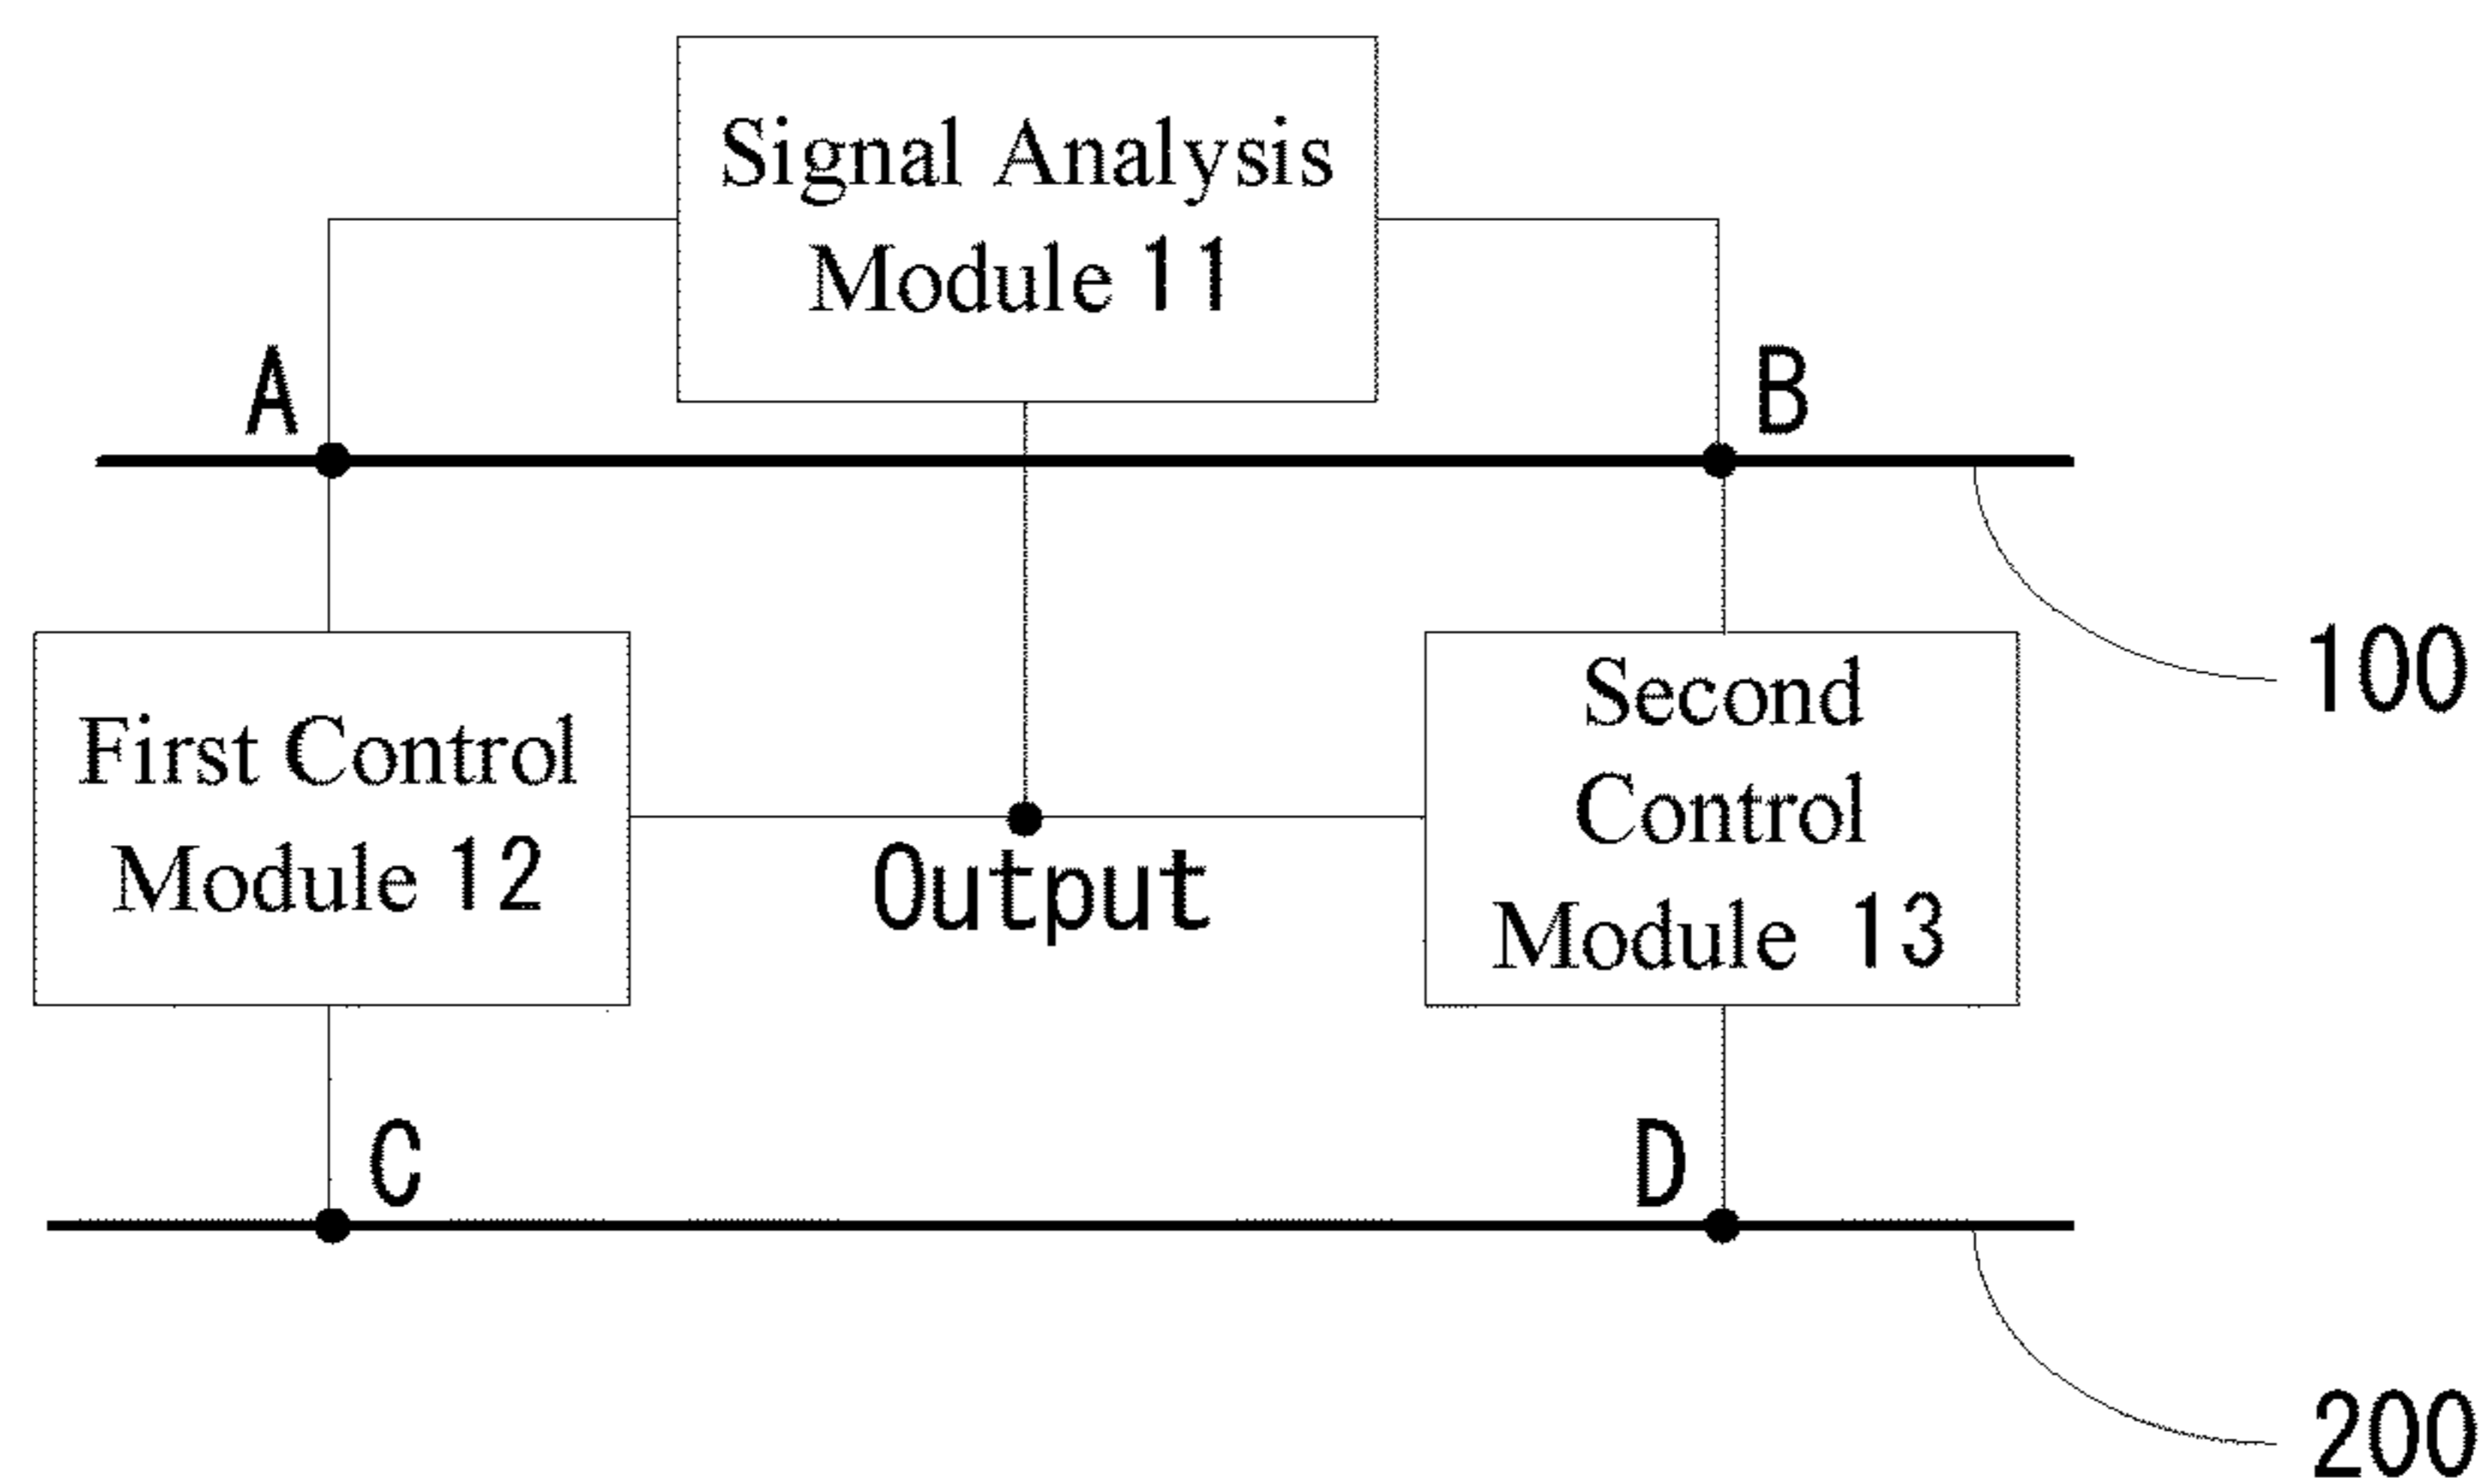 Signal Analysis
Module 11
A
B
100
First Control
Module 12
Output
Second
Control
Module 13
C
D
200